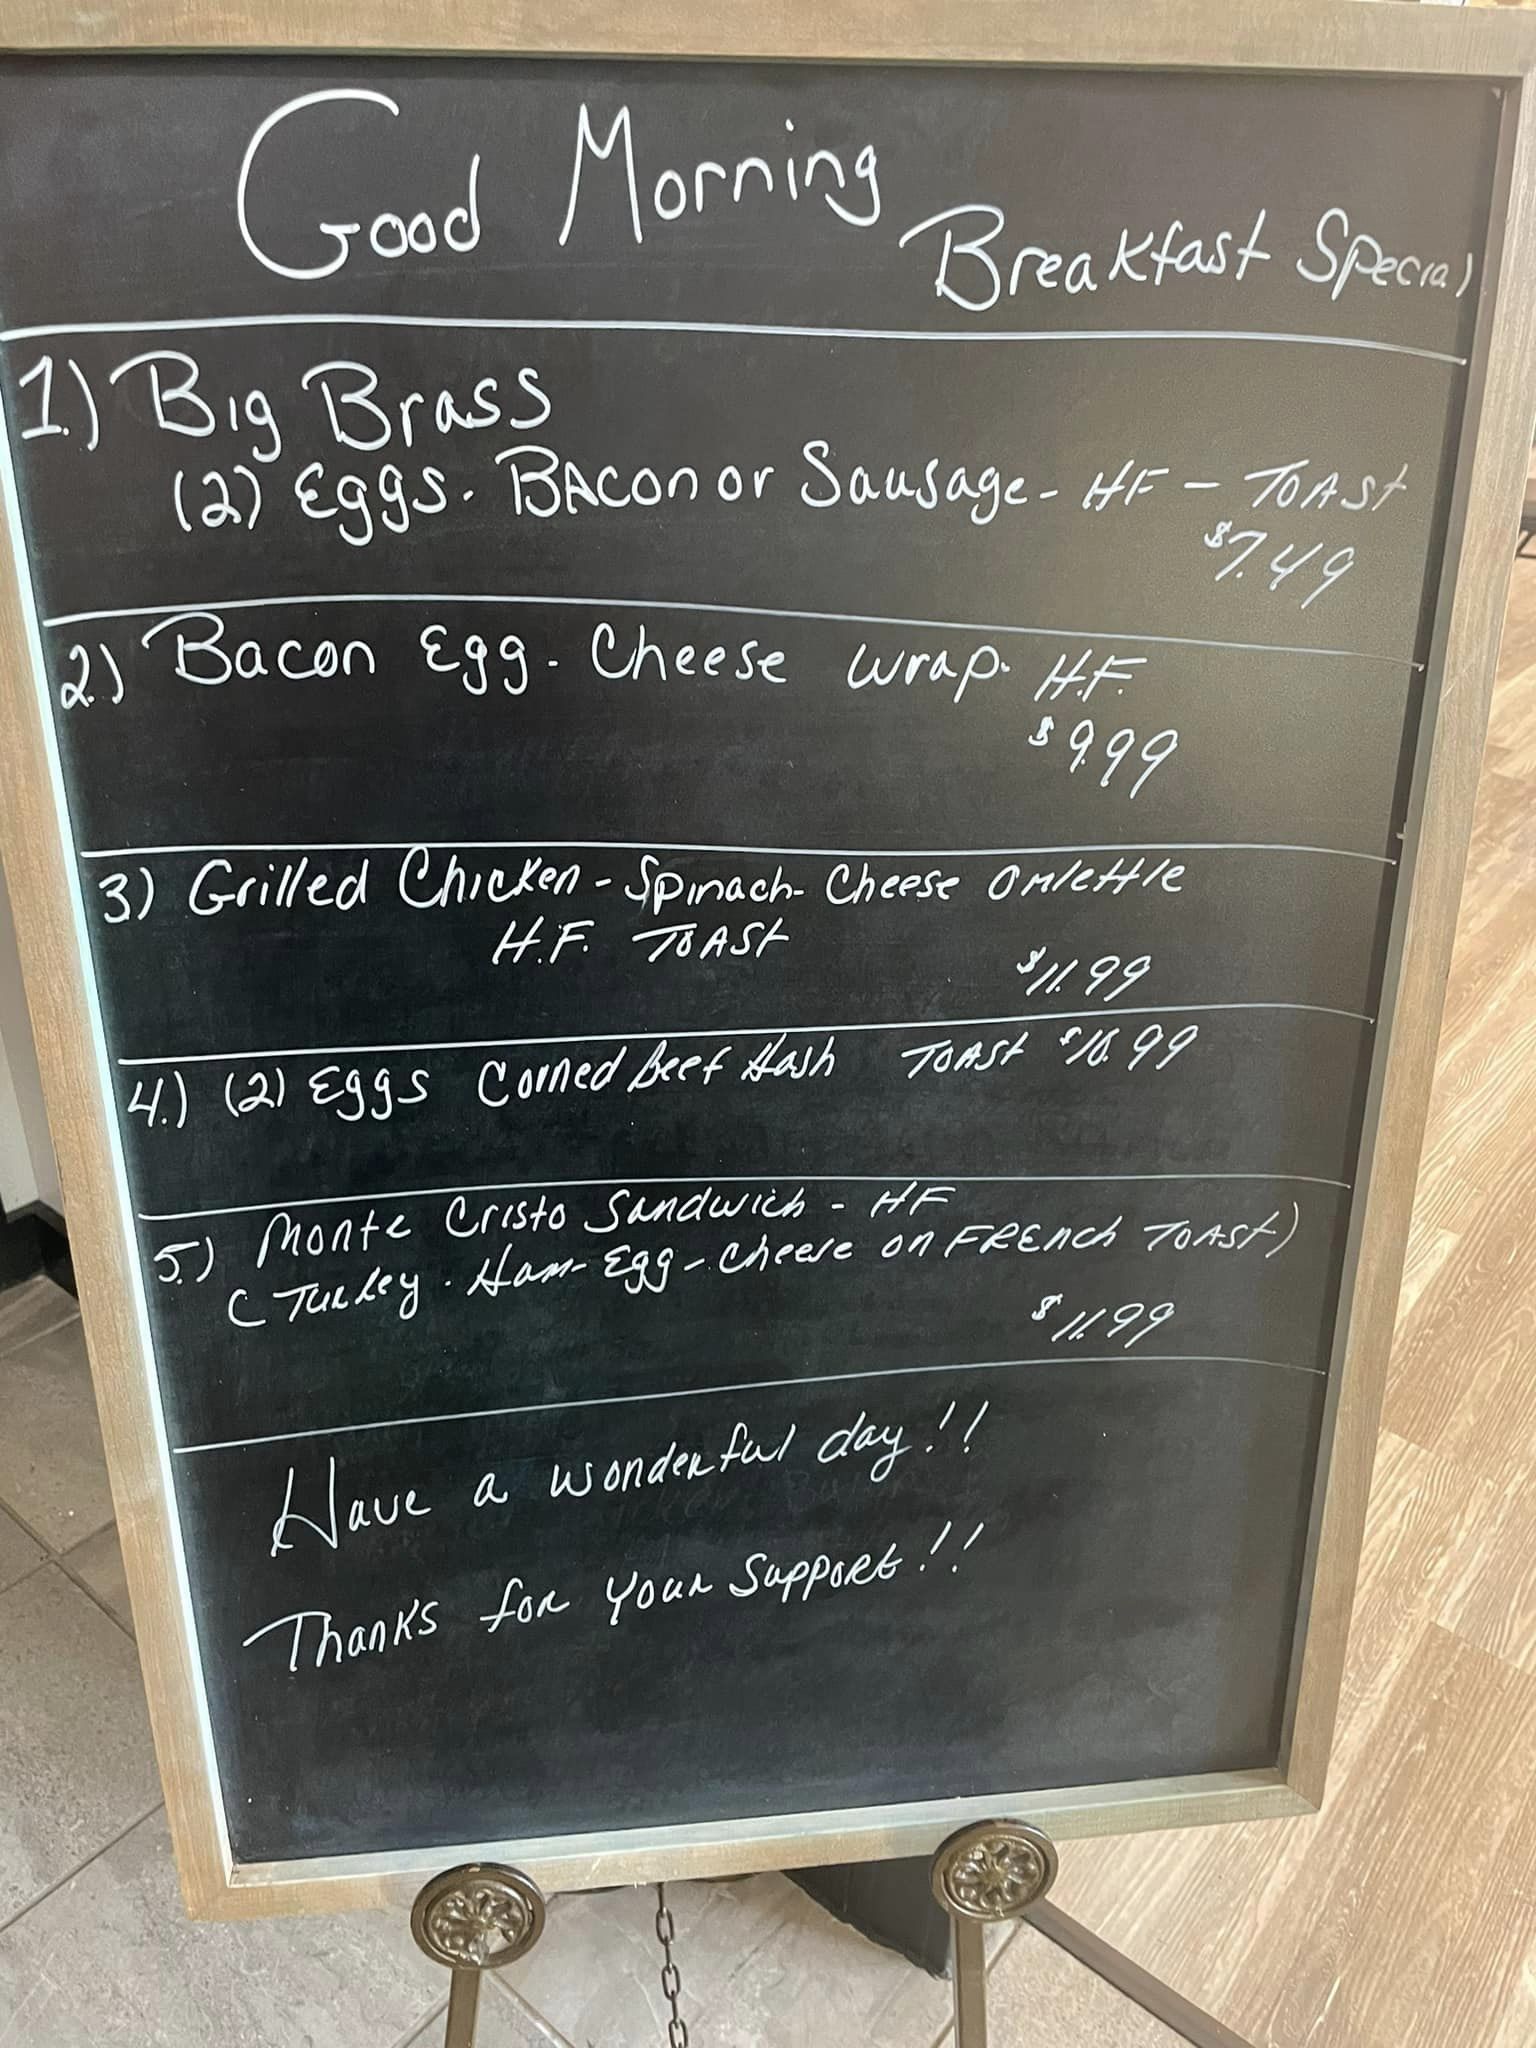 Good Morning
Breakfast Special
1.) Big Brass
(2) Eggs. Bacon or Sausage - HF - TOAST
$7.49
2.) Bacon Egg - Cheese wrap. H.F.
$9.99
3) Grilled Chicken - Spinach - Cheese Omlettle
H.F. TOAST
$11.99
4.) (2) Eggs Corned Beef Hash TOAST $10.99
5.) Monte Cristo Sandwich - HF
(Turkey. Ham - Egg - Cheese on FRENCH TOAST)
$11.99
Have a wonderful day!!
Thanks for your support!!